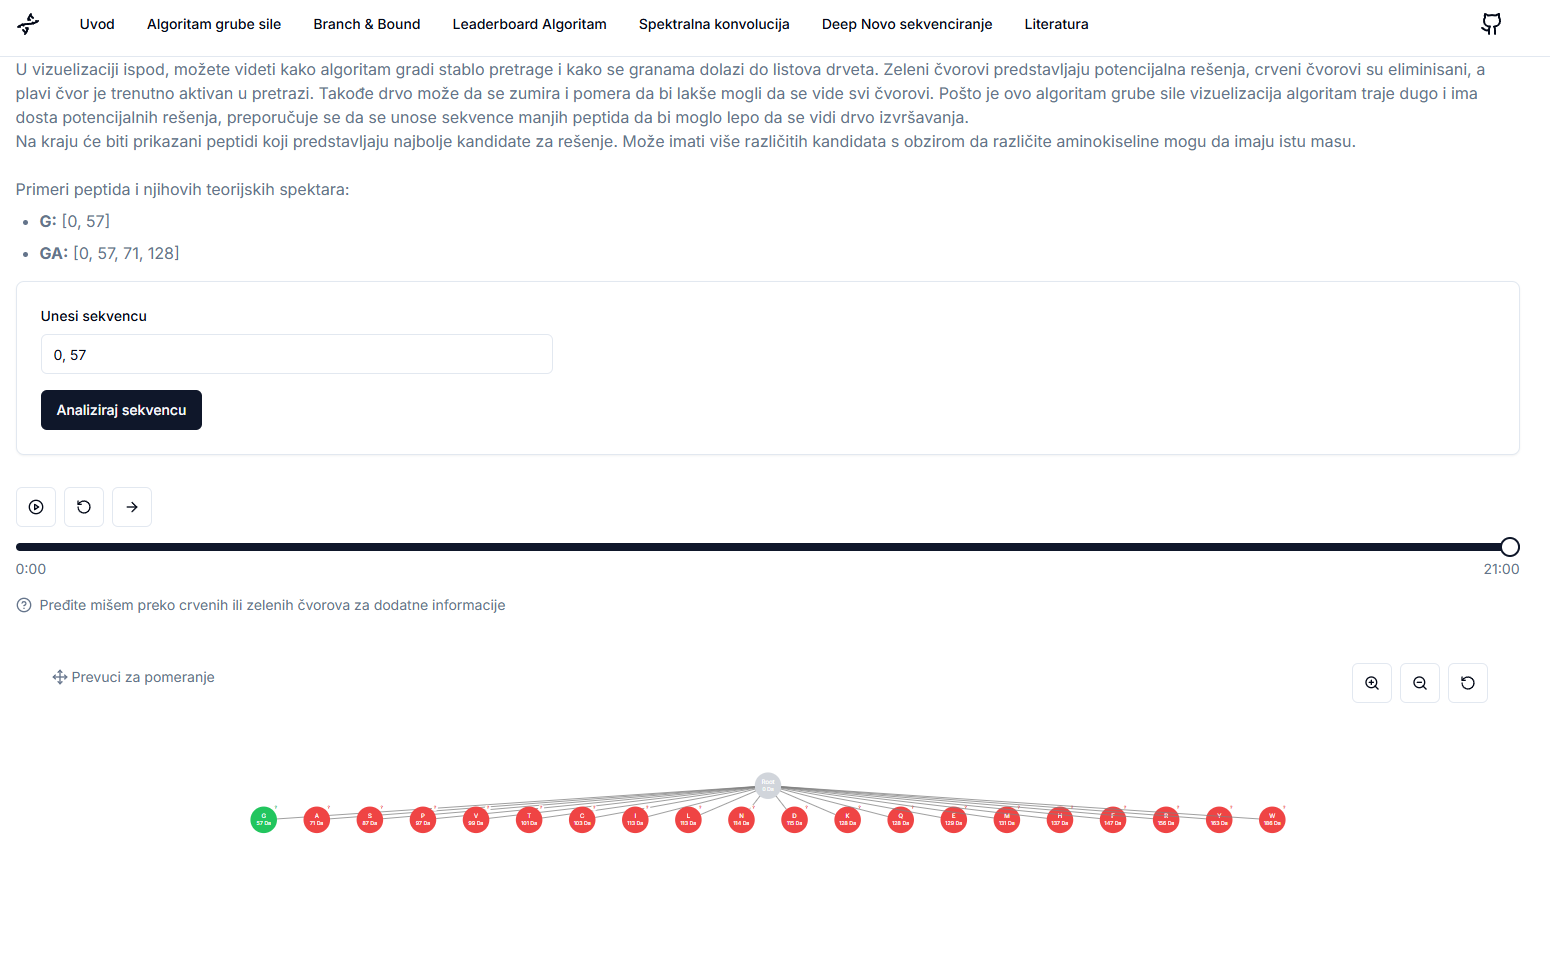 Uvod Algoritam grube sile Branch & Bound Leaderboard Algoritam Spektralna konvolucija Deep Novo sekvenciranje Literatura
U vizuelizaciji ispod, možete videti kako algoritam gradi stablo pretrage i kako se granama dolazi do listova drveta. Zeleni čvorovi predstavljaju potencijalna rešenja, crveni čvorovi su eliminisani, a
plavi čvor je trenutno aktivan u pretrazi. Takođe drvo može da se zumira i pomera da bi lakše mogli da se vide svi čvorovi. Pošto je ovo algoritam grube sile vizuelizacija algoritam traje dugo i ima
dosta potencijalnih rešenja, preporučuje se da se unose sekvence manjih peptida da bi moglo lepo da se vidi drvo izvršavanja.
Na kraju će biti prikazani peptidi koji predstavljaju najbolje kandidate za rešenje. Može imati više različitih kandidata s obzirom da različite aminokiseline mogu da imaju istu masu.
Primeri peptida i njihovih teorijskih spektara:
• G: [0, 57]
• GA: [0, 57, 71, 128]
Unesi sekvencu
0, 57
Analiziraj sekvencu
0:00 21:00
Pređite mišem preko crvenih ili zelenih čvorova za dodatne informacije
Prevuci za pomeranje
Root
0 Da
G A S P V T C I L N D K Q E M H F R Y W
57 Da 71 Da 87 Da 97 Da 99 Da 101 Da 103 Da 113 Da 113 Da 114 Da 115 Da 128 Da 128 Da 129 Da 131 Da 137 Da 147 Da 156 Da 163 Da 186 Da